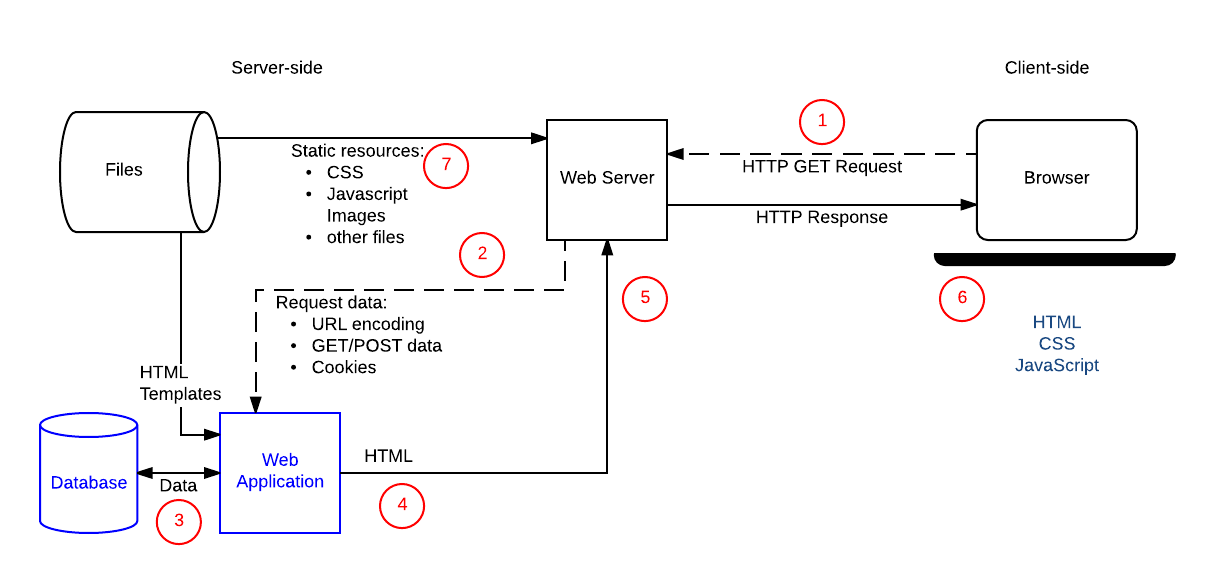 Server-side
Client-side
1
Files
Static resources:
• CSS
• Javascript
Images
• other files
7
Web Server
HTTP GET Request
HTTP Response
Browser
2
Request data:
• URL encoding
• GET/POST data
• Cookies
5
6
HTML
CSS
JavaScript
HTML
Templates
Database
Data
3
Web
Application
HTML
4